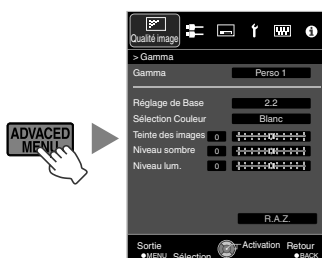 Qualité image
> Gamma
Gamma Perso 1
Réglage de Base 2.2
Sélection Couleur Blanc
Teinte des images 0
Niveau sombre 0
Niveau lum. 0
ADVACED
MENU
R.A.Z.
Sortie Activation Retour
●MENU Sélection ●BACK